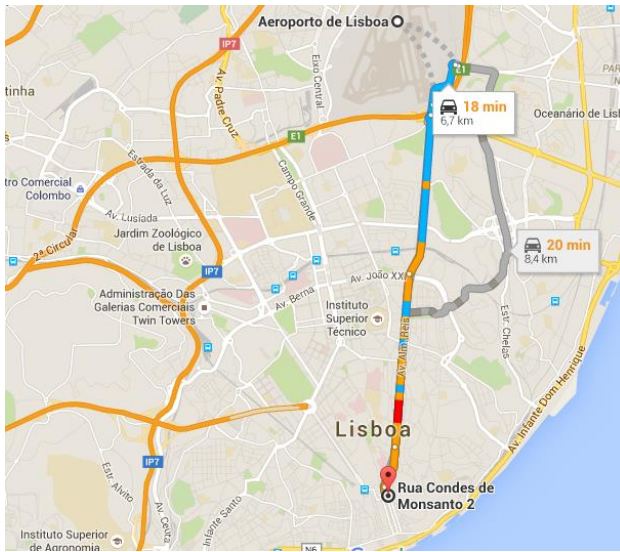 Aeroporto de Lisboa
IP7
E1
Av. Padre Cruz
Eixo Central
18 min
6,7 km
Oceanário de Lisb
E1
Estrada da Luz
Campo Grande
tro Comercial
Colombo
Av. Lusíada
Jardim Zoológico
de Lisboa
2ª Circular
20 min
8,4 km
IP7
Av. João XXI
Av. Berna
Administração Das
Galerias Comerciais
Twin Towers
Instituto
Superior
Técnico
Av. Alm. Reis
Estr. Chelas
Av. Infante Dom Henrique
Lisboa
IP7
Estr. Alvito
Av. Ceuta
Infante Santo
Rua Condes de
Monsanto 2
Instituto Superior
de Agronomia
N6